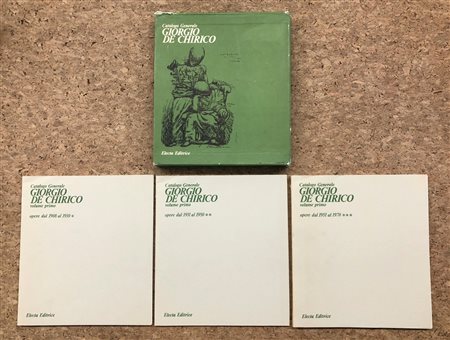 Catalogo Generale
GIORGIO
DE CHIRICO
Electa Editrice
Catalogo Generale
GIORGIO
DE CHIRICO
volume primo
opere dal 1908 al 1930 *
Electa Editrice
Catalogo Generale
GIORGIO
DE CHIRICO
volume primo
opere dal 1931 al 1950 **
Electa Editrice
Catalogo Generale
GIORGIO
DE CHIRICO
volume primo
opere dal 1951 al 1978 ***
Electa Editrice